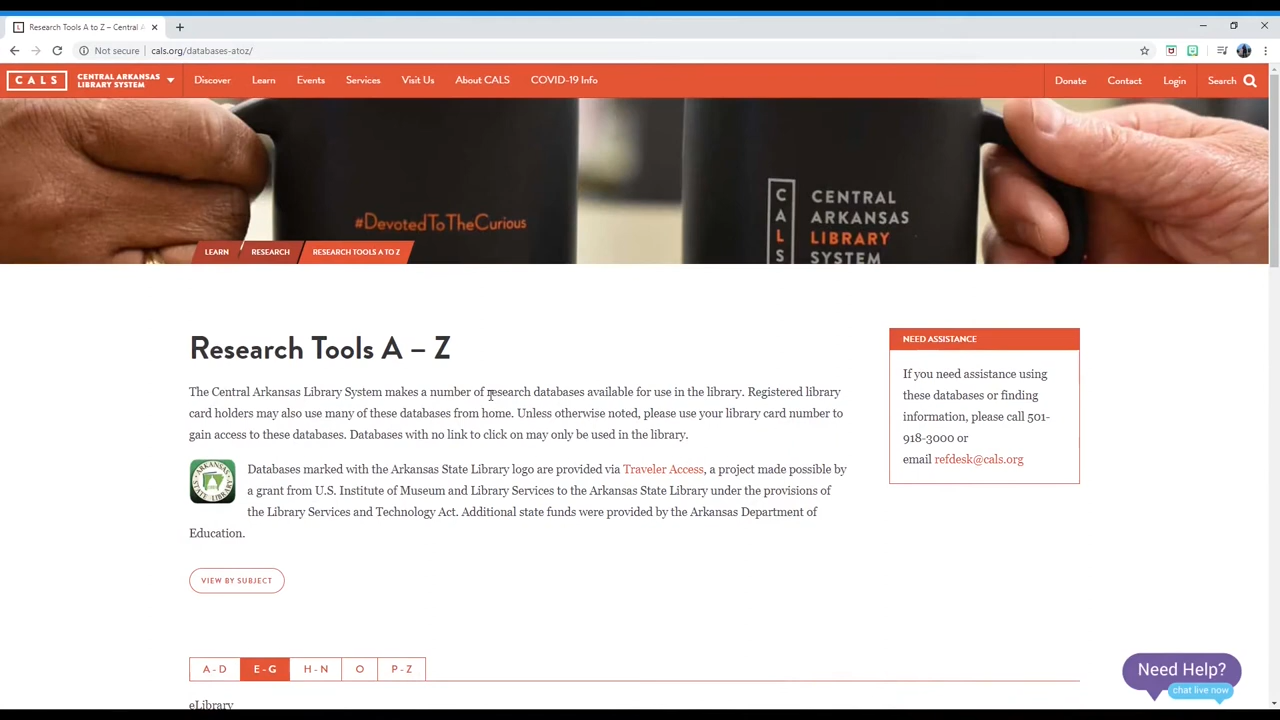 Research Tools A to Z – Central A
Not secure
cals.org/databases-atoz/
CALS
CENTRAL ARKANSAS
LIBRARY SYSTEM
Discover
Learn
Events
Services
Visit Us
About CALS
COVID-19 Info
Donate
Contact
Login
Search
#DevotedToTheCurious
CALS
CENTRAL
ARKANSAS
LIBRARY
SYSTEM
LEARN
RESEARCH
RESEARCH TOOLS A TO Z
Research Tools A – Z
The Central Arkansas Library System makes a number of research databases available for use in the library. Registered library
card holders may also use many of these databases from home. Unless otherwise noted, please use your library card number to
gain access to these databases. Databases with no link to click on may only be used in the library.
Databases marked with the Arkansas State Library logo are provided via Traveler Access, a project made possible by
a grant from U.S. Institute of Museum and Library Services to the Arkansas State Library under the provisions of
the Library Services and Technology Act. Additional state funds were provided by the Arkansas Department of
Education.
VIEW BY SUBJECT
NEED ASSISTANCE
If you need assistance using
these databases or finding
information, please call 501-
918-3000 or
email refdesk@cals.org
A - D
E - G
H - N
O
P - Z
eLibrary
Need Help?
chat live now